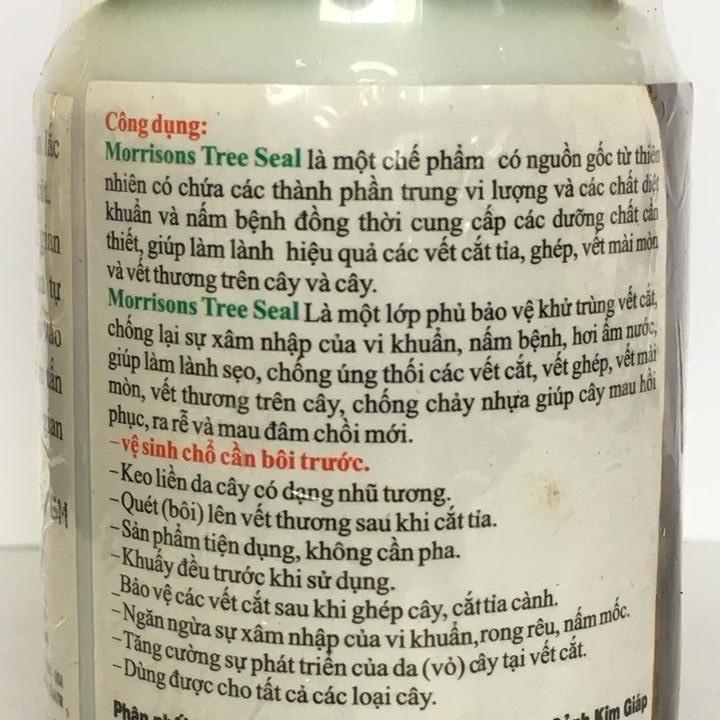 Công dụng:
Morrisons Tree Seal là một chế phẩm có nguồn gốc từ thiên
nhiên có chứa các thành phần trung vi lượng và các chất diệt
khuẩn và nấm bệnh đồng thời cung cấp các dưỡng chất cần
thiết, giúp làm lành hiệu quả các vết cắt tỉa, ghép, vết mài mòn
và vết thương trên cây và cây.
Morrisons Tree Seal Là một lớp phủ bảo vệ khử trùng vết cắt,
chống lại sự xâm nhập của vi khuẩn, nấm bệnh, hơi ẩm nước,
giúp làm lành sẹo, chống úng thối các vết cắt, vết ghép, vết mài
mòn, vết thương trên cây, chống chảy nhựa giúp cây mau hồi
phục, ra rễ và mau đâm chồi mới.
-vệ sinh chổ cần bôi trước.
-Keo liền da cây có dạng nhũ tương.
-Quét (bôi) lên vết thương sau khi cắt tỉa.
-Sản phẩm tiện dụng, không cần pha.
-Khuấy đều trước khi sử dụng.
_Bảo vệ các vết cắt sau khi ghép cây, cắt tỉa cành.
-Ngăn ngừa sự xâm nhập của vi khuẩn, rong rêu, nấm mốc.
-Tăng cường sự phát triển của da (vỏ) cây tại vết cắt.
-Dùng được cho tất cả các loại cây.
Phân phối
Cảnh Kim Giáp